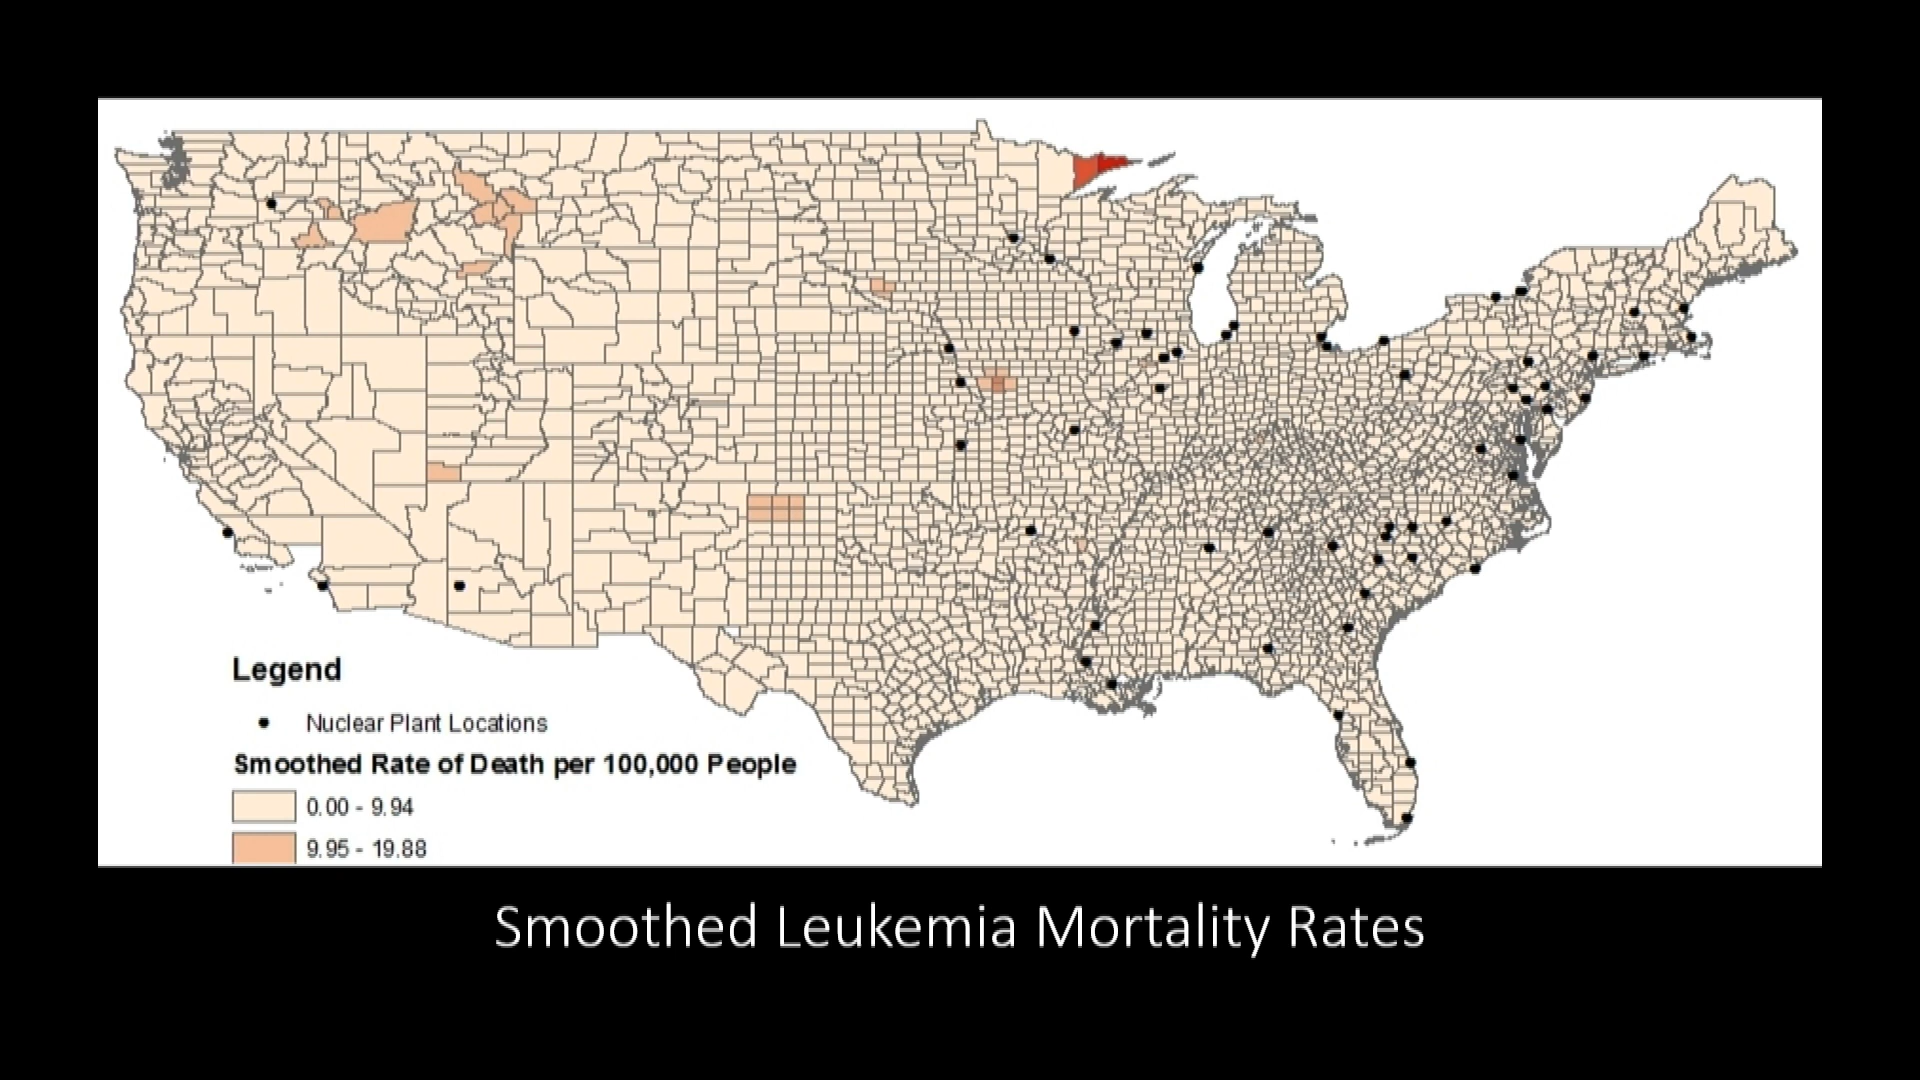 Legend
Nuclear Plant Locations
Smoothed Rate of Death per 100,000 People
0.00 - 9.94
9.95 - 19.88
Smoothed Leukemia Mortality Rates